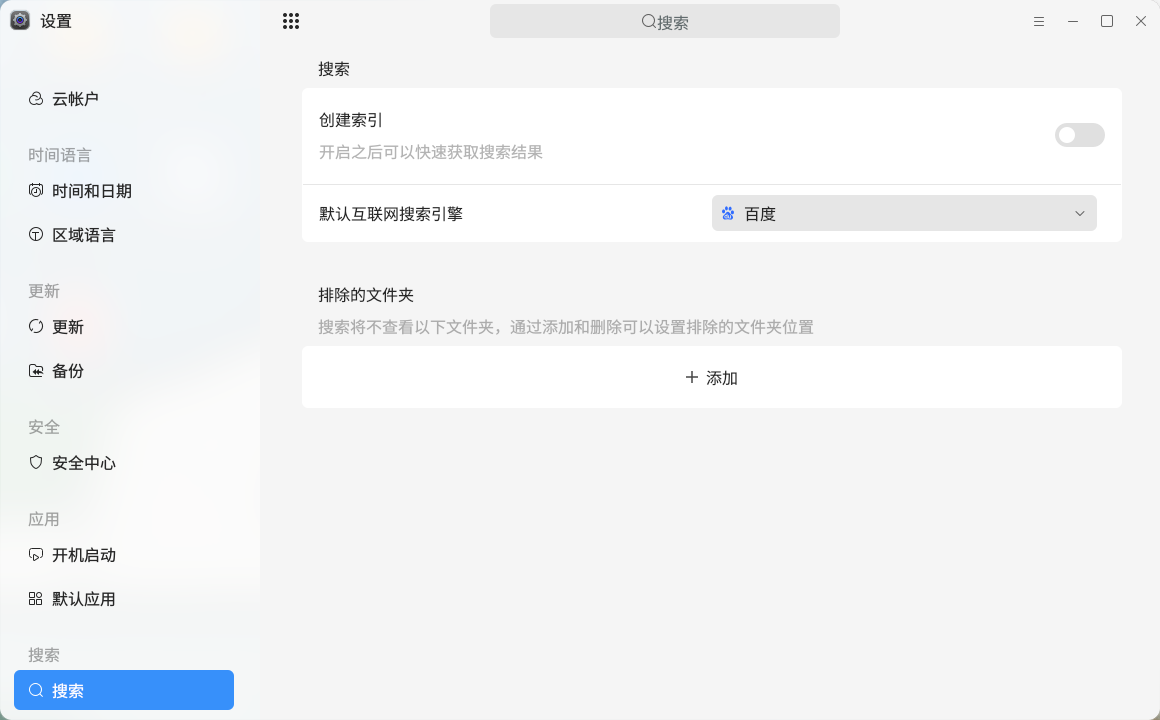 设置
搜索
云帐户
时间语言
时间和日期
区域语言
更新
更新
备份
安全
安全中心
应用
开机启动
默认应用
搜索
搜索
搜索
创建索引
开启之后可以快速获取搜索结果
默认互联网搜索引擎
百度
排除的文件夹
搜索将不查看以下文件夹，通过添加和删除可以设置排除的文件夹位置
添加